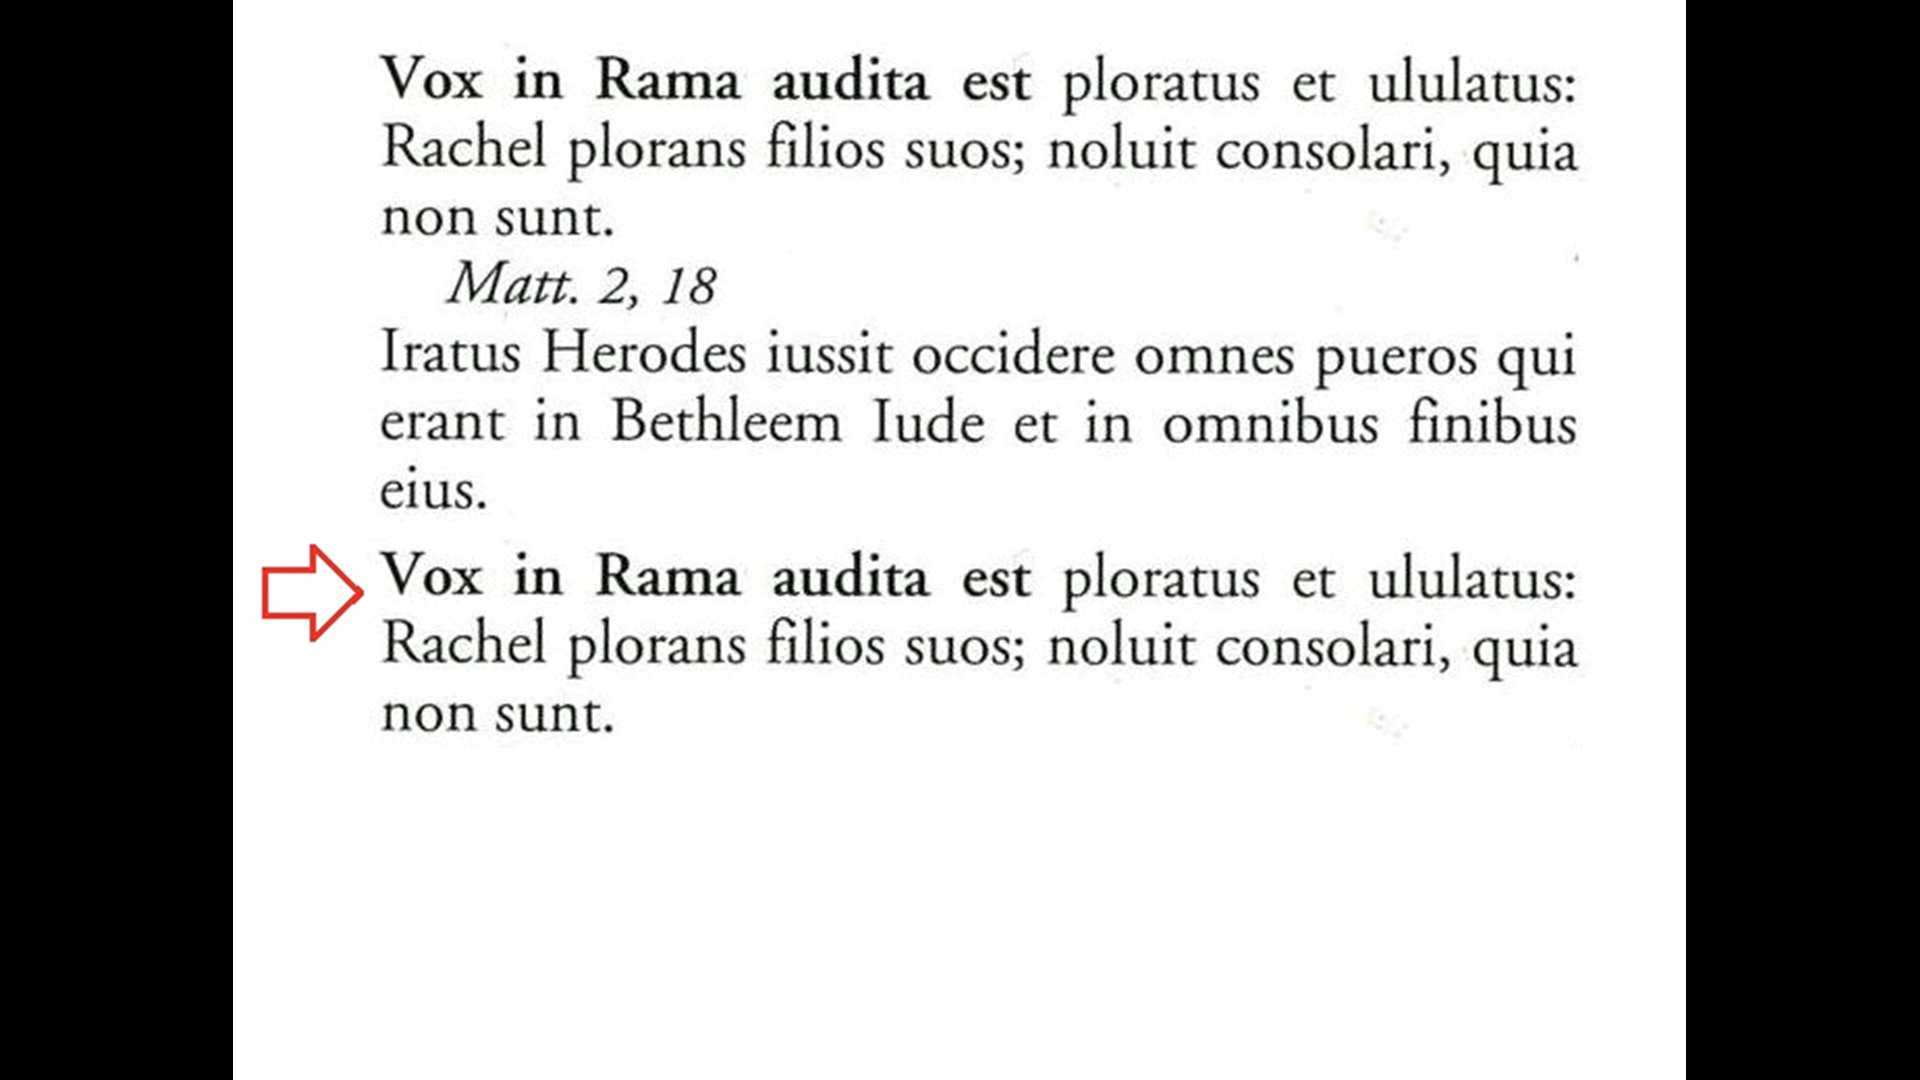 Vox in Rama audita est ploratus et ululatus:
Rachel plorans filios suos; noluit consolari, quia
non sunt.
Matt. 2, 18
Iratus Herodes iussit occidere omnes pueros qui
erant in Bethleem Iude et in omnibus finibus
eius.
Vox in Rama audita est ploratus et ululatus:
Rachel plorans filios suos; noluit consolari, quia
non sunt.